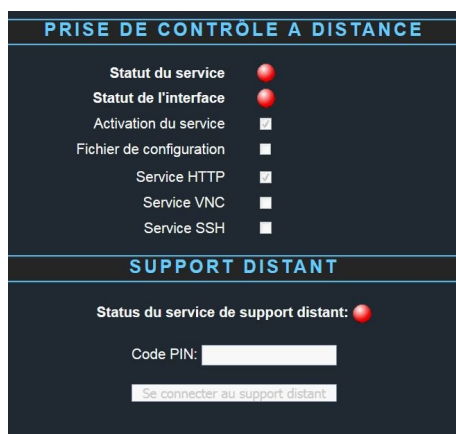 PRISE DE CONTRÔLE A DISTANCE
Statut du service
Statut de l'interface
Activation du service
Fichier de configuration
Service HTTP
Service VNC
Service SSH
SUPPORT DISTANT
Status du service de support distant:
Code PIN:
Se connecter au support distant